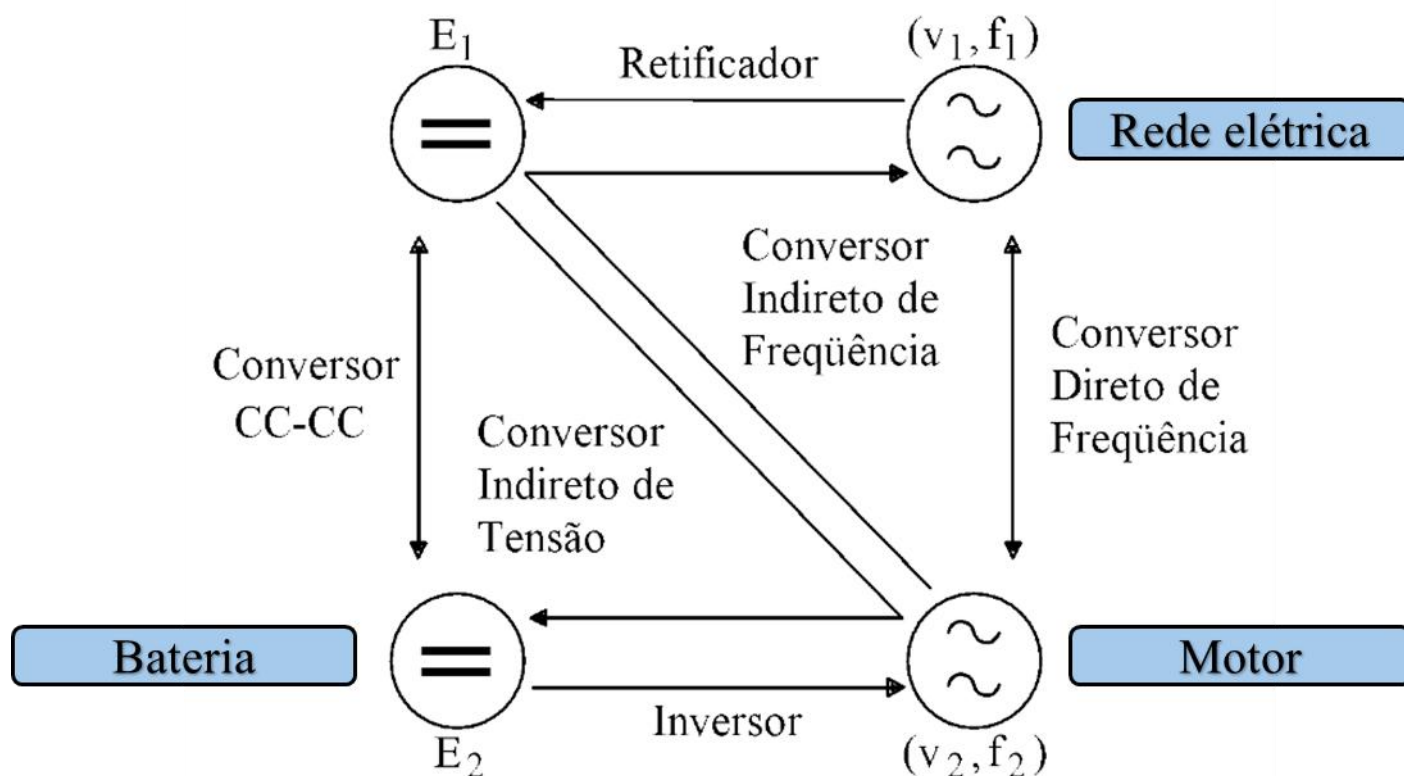 E₁
(v₁,f₁)
Retificador
Rede elétrica
Conversor
Indireto de
Freqüência
Conversor
Direto de
Freqüência
Conversor
CC-CC
Conversor
Indireto de
Tensão
Bateria
Motor
Inversor
E₂
(v₂,f₂)